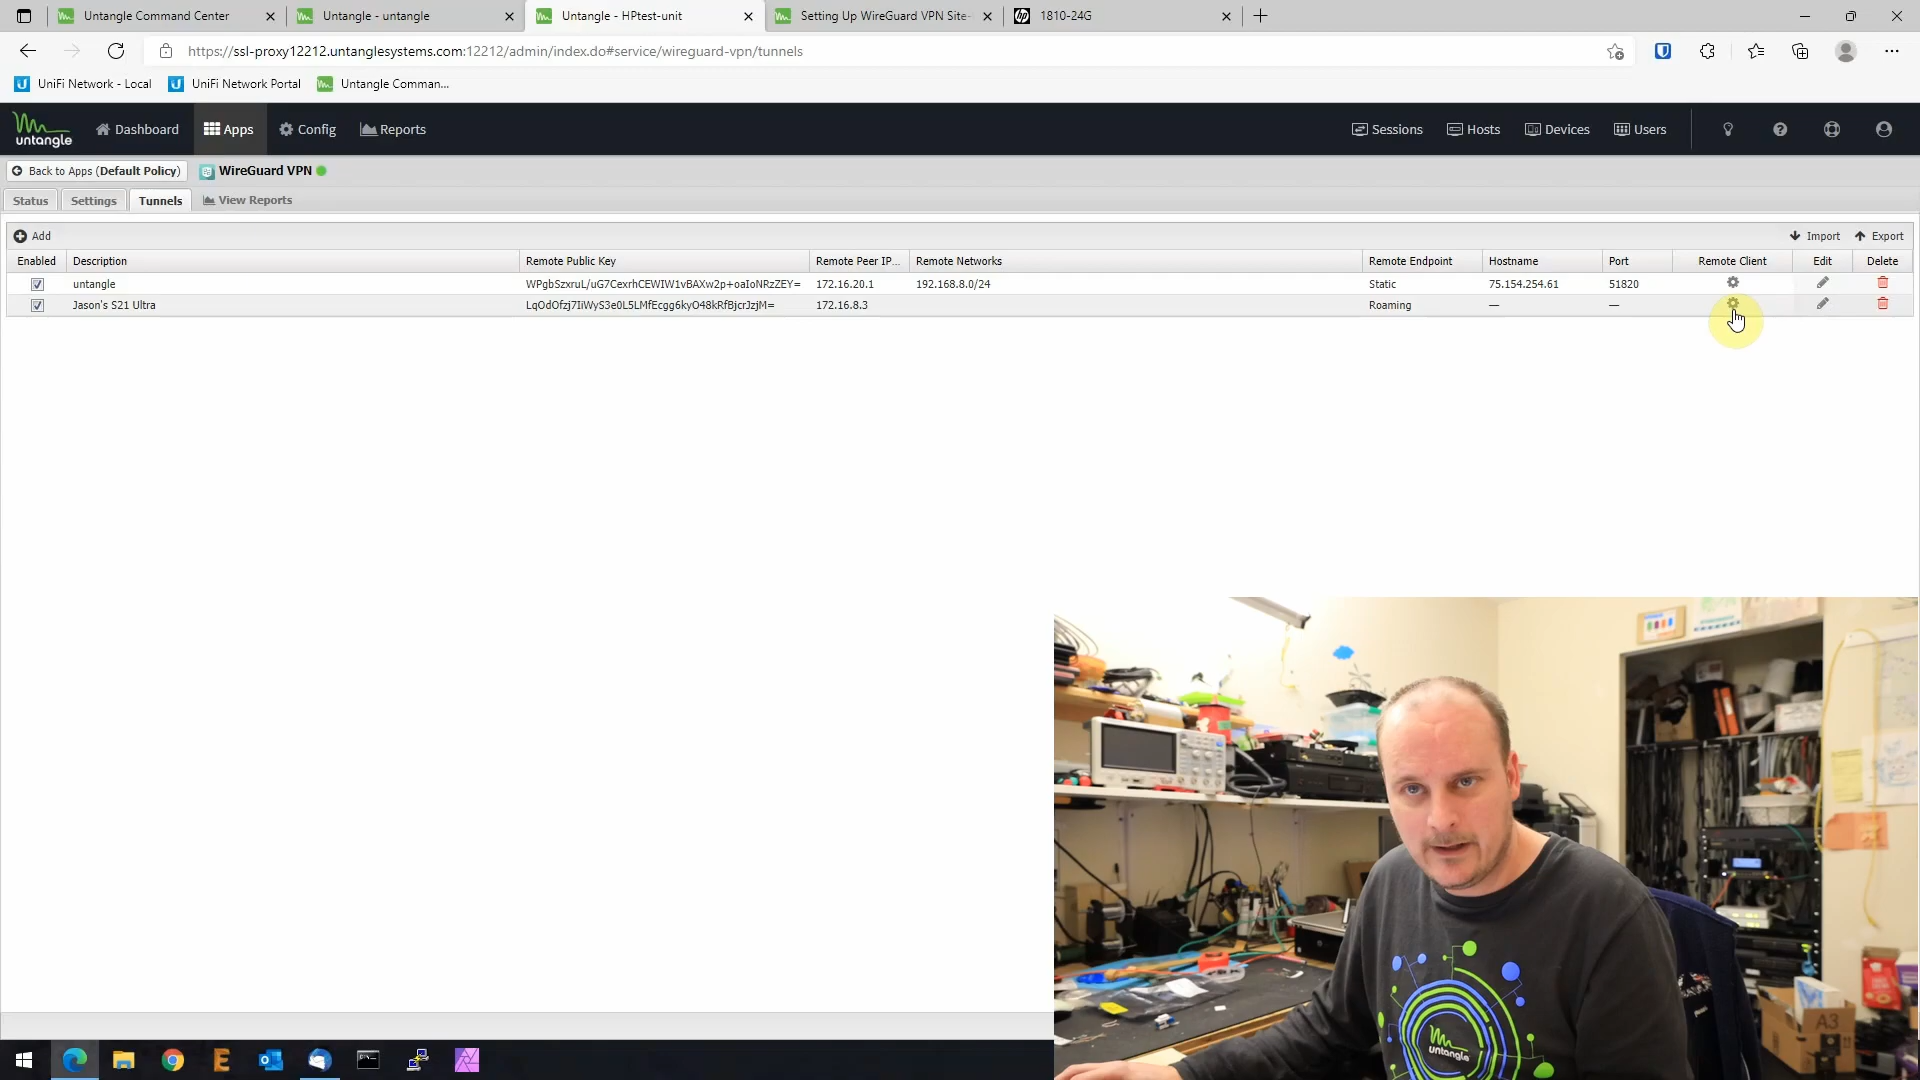 Untangle Command Center
Untangle - untangle
Untangle - HPtest-unit
Setting Up WireGuard VPN Site-
1810-24G
https://ssl-proxy12212.untanglesystems.com:12212/admin/index.do#service/wireguard-vpn/tunnels
UniFi Network - Local
UniFi Network Portal
Untangle Comman...
untangle
Dashboard
Apps
Config
Reports
Sessions
Hosts
Devices
Users
Back to Apps (Default Policy)
WireGuard VPN
Status
Settings
Tunnels
View Reports
Add
Import
Export
Enabled Description Remote Public Key Remote Peer IP... Remote Networks Remote Endpoint Hostname Port Remote Client Edit Delete
untangle WPgbSzxruL/uG7CexrhCEWIW1vBAXw2p+oaIoNRzZEY= 172.16.20.1 192.168.8.0/24 Static 75.154.254.61 51820
Jason's S21 Ultra LqOdOfzj7IiWyS3e0L5LMfEcgg6kyO48kRfBjcrJzjM= 172.16.8.3 Roaming — —
A3
untangle